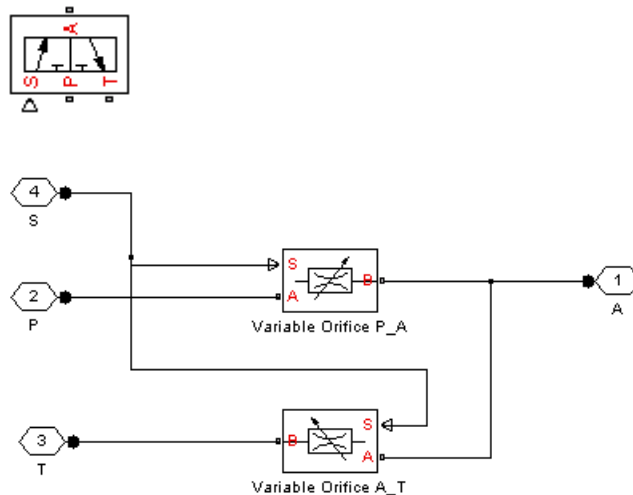 A
S P T
4
S
S
2
A B
1
P
A
Variable Orifice P_A
S
3
B
A
T
Variable Orifice A_T